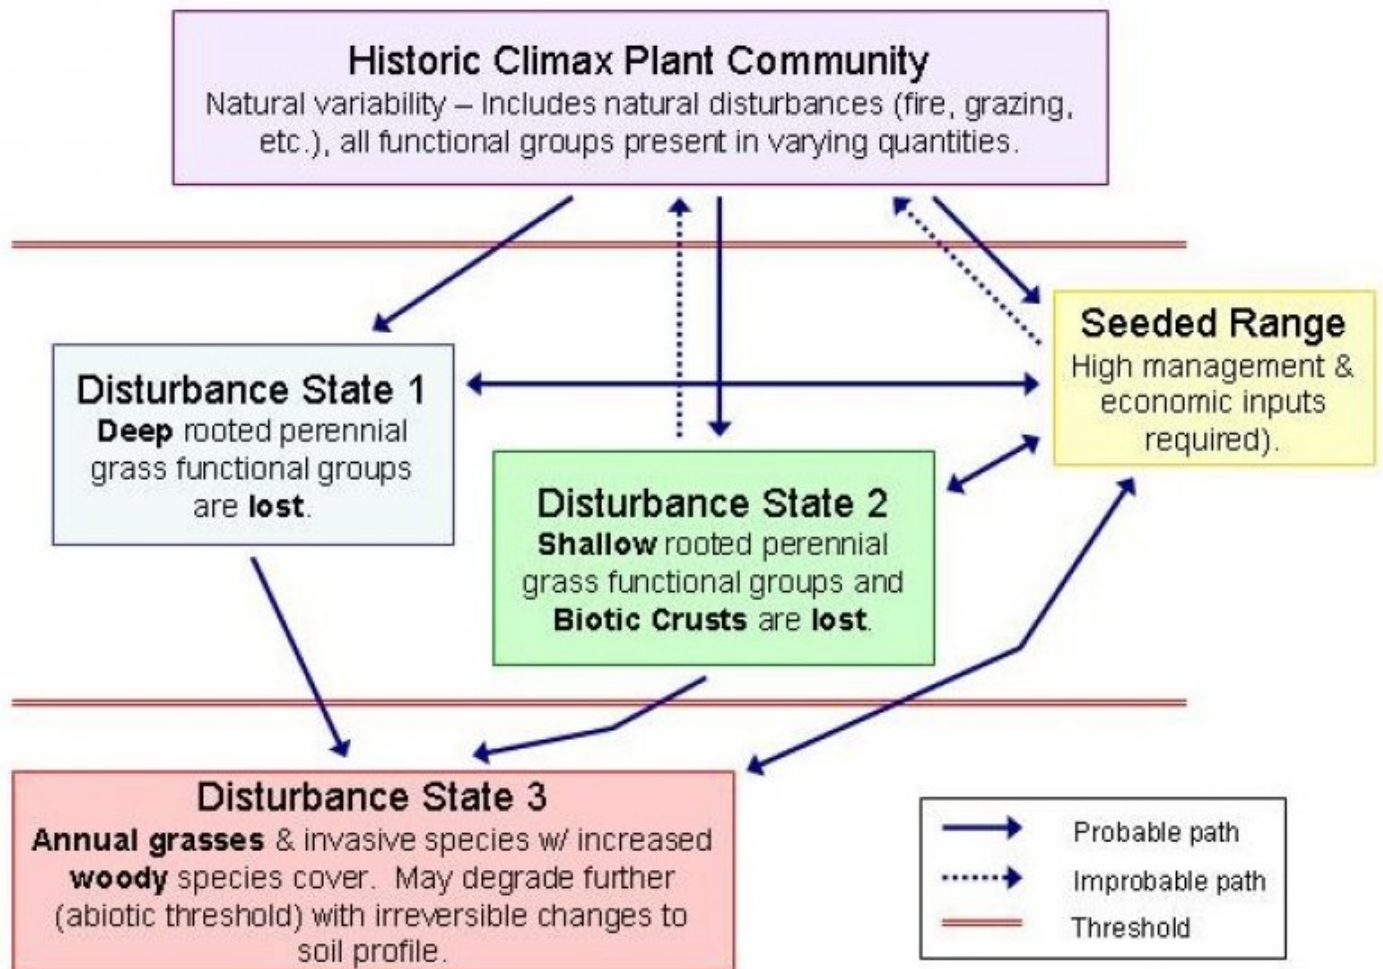 Historic Climax Plant Community
Natural variability – Includes natural disturbances (fire, grazing,
etc.), all functional groups present in varying quantities.
Seeded Range
High management &
economic inputs
required).
Disturbance State 1
Deep rooted perennial
grass functional groups
are lost.
Disturbance State 2
Shallow rooted perennial
grass functional groups and
Biotic Crusts are lost.
Disturbance State 3
Annual grasses & invasive species w/ increased
woody species cover. May degrade further
(abiotic threshold) with irreversible changes to
soil profile.
Probable path
Improbable path
Threshold